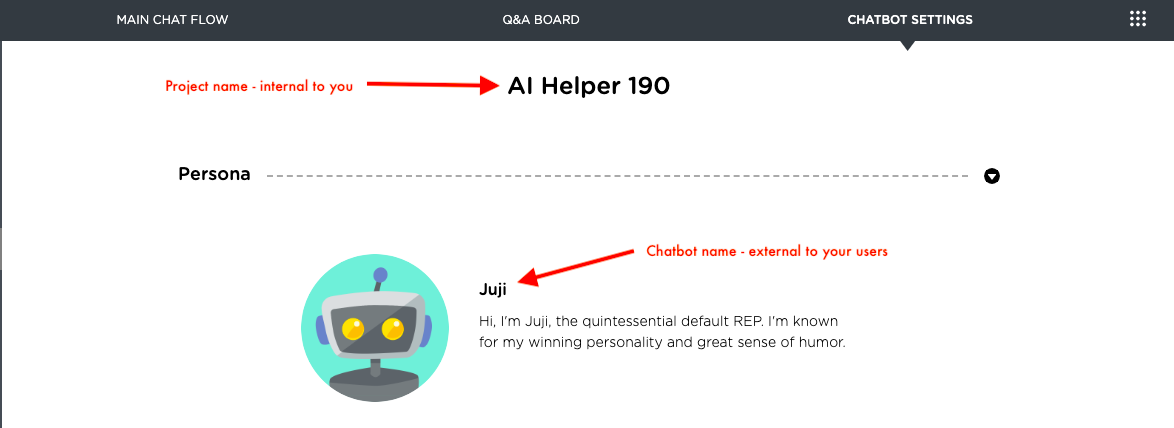 MAIN CHAT FLOW
Q&A BOARD
CHATBOT SETTINGS
Project name - internal to you
AI Helper 190
Persona
Chatbot name - external to your users
Juji
Hi, I'm Juji, the quintessential default REP. I'm known
for my winning personality and great sense of humor.